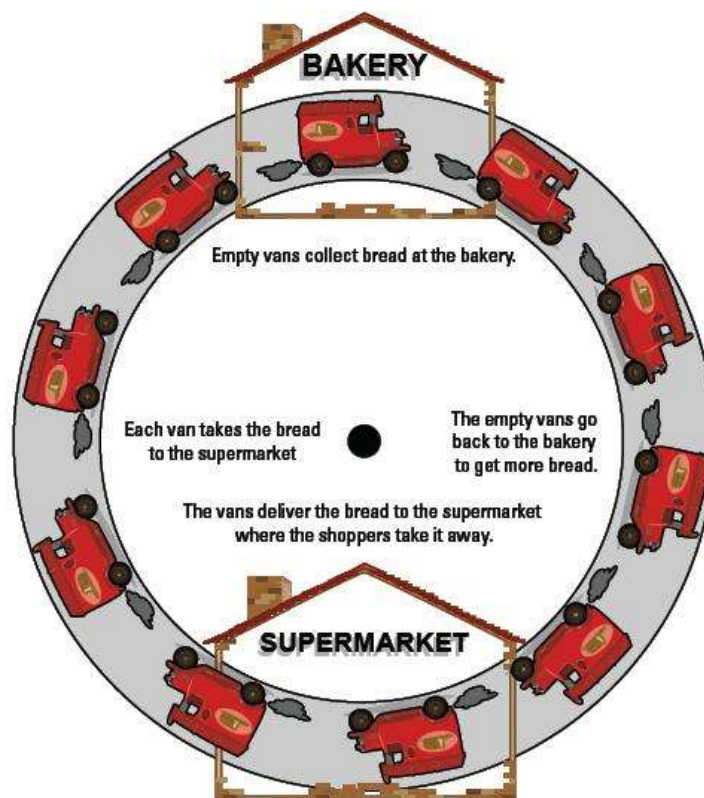 BAKERY
Empty vans collect bread at the bakery.
Each van takes the bread
to the supermarket
The empty vans go
back to the bakery
to get more bread.
The vans deliver the bread to the supermarket
where the shoppers take it away.
SUPERMARKET